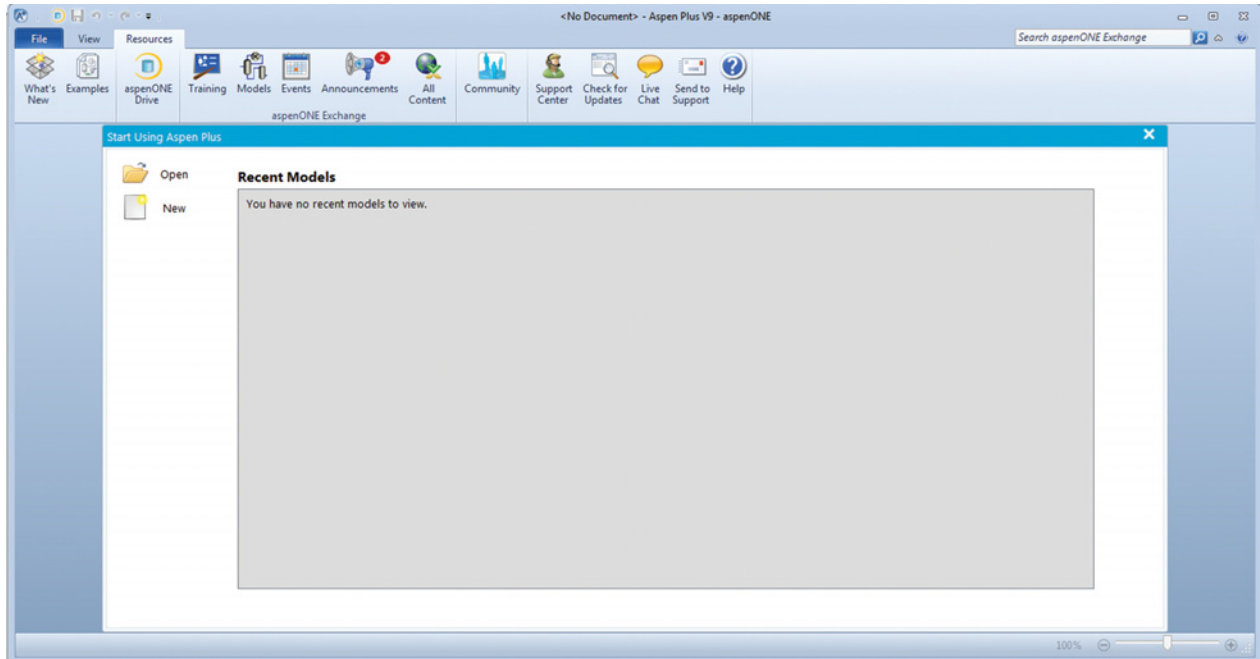 <No Document> - Aspen Plus V9 - aspenONE
File View Resources
Search aspenONE Exchange
What's New
Examples
aspenONE Drive
Training
Models
Events
Announcements
2
All Content
Community
Support Center
Check for Updates
Live Chat
Send to Support
Help
aspenONE Exchange
Start Using Aspen Plus
Open
New
Recent Models
You have no recent models to view.
100%